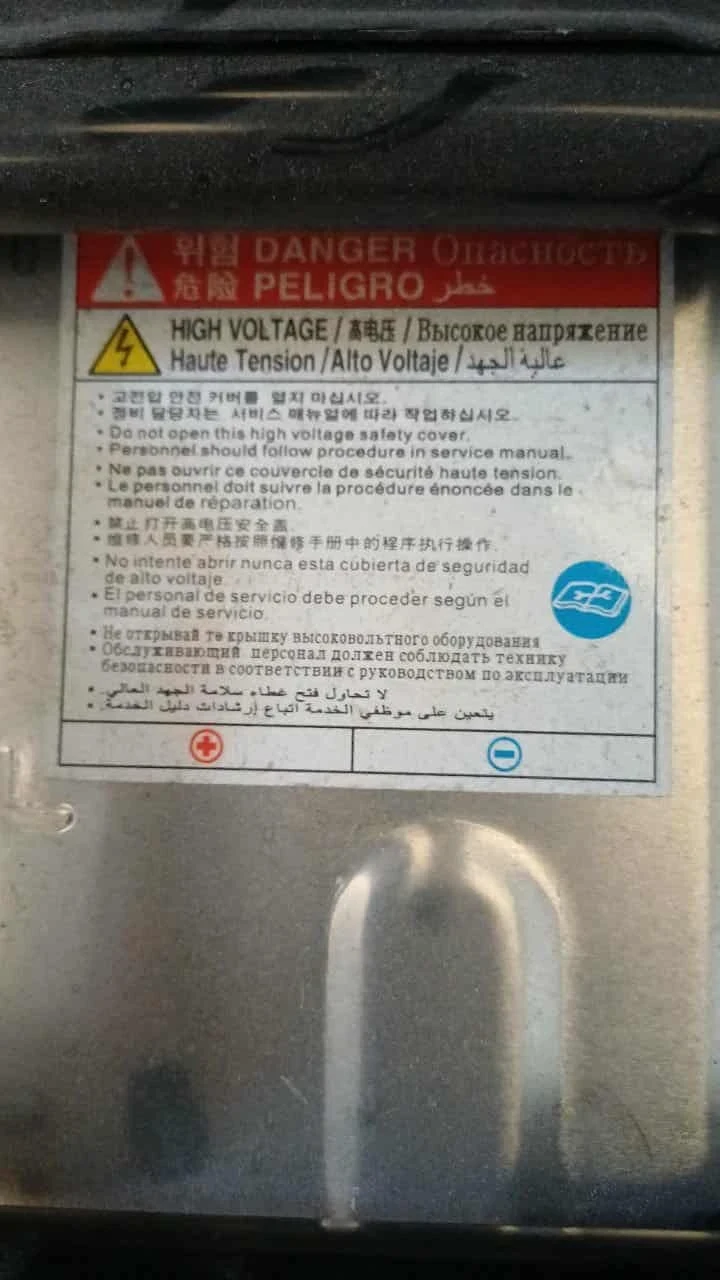 위험 DANGER Опасность
危险 PELIGRO خطر
HIGH VOLTAGE / 高电压 / Высокое напряжение
Haute Tension / Alto Voltaje / عالية الجهد
• 고전압 안전 커버를 열지 마십시오.
• 정비 담당자는 서비스 매뉴얼에 따라 작업하십시오.
• Do not open this high voltage safety cover.
• Personnel should follow procedure in service manual.
• Ne pas ouvrir ce couvercle de sécurité haute tension.
• Le personnel doit suivre la procédure énoncée dans le
manuel de réparation.
• 禁止打开高电压安全盖.
• 维修人员要严格按照维修手册中的程序执行操作.
• No intente abrir nunca esta cubierta de seguridad
de alto voltaje.
• El personal de servicio debe proceder según el
manual de servicio.
• Не открывай те крышку высоковольтного оборудования
• Обслуживающий персонал должен соблюдать технику
безопасности в соответствии с руководством по эксплуатации
• لا تحاول فتح غطاء سلامة الجهد العالي.
• يتعين على موظفي الخدمة اتباع إرشادات دليل الخدمة.